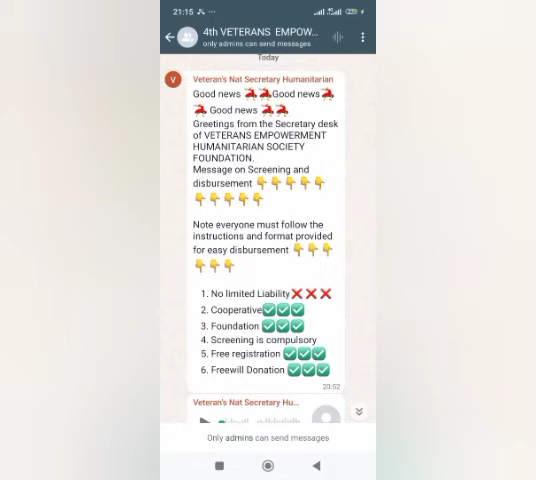 21:15
4th VETERANS EMPOW...
only admins can send messages
Today
Veteran's Nat Secretary Humanitarian
Good news 💃💃Good news💃
💃 Good news 💃💃
Greetings from the Secretary desk
of VETERANS EMPOWERMENT
HUMANITARIAN SOCIETY
FOUNDATION.
Message on Screening and
disbursement 👇👇👇👇👇
👇👇👇👇👇
Note everyone must follow the
instructions and format provided
for easy disbursement 👇👇👇
👇👇👇
1. No limited Liability❌❌❌
2. Cooperative✅✅✅
3. Foundation ✅✅✅
4. Screening is compulsory
5. Free registration ✅✅✅
6. Freewill Donation ✅✅✅
20:52
Veteran's Nat Secretary Hu...
Only admins can send messages